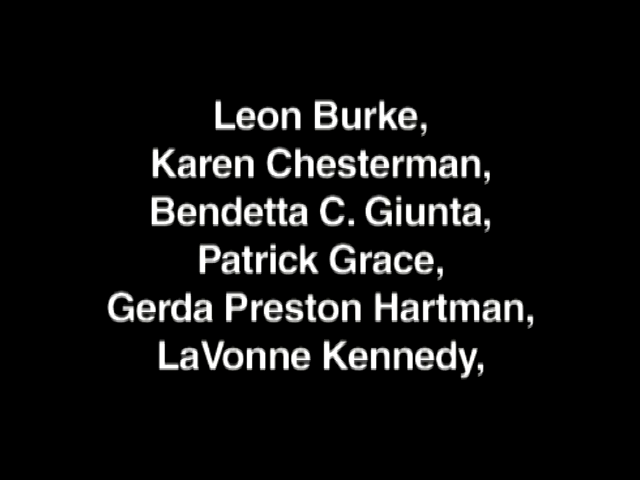 Leon Burke,
Karen Chesterman,
Bendetta C. Giunta,
Patrick Grace,
Gerda Preston Hartman,
LaVonne Kennedy,